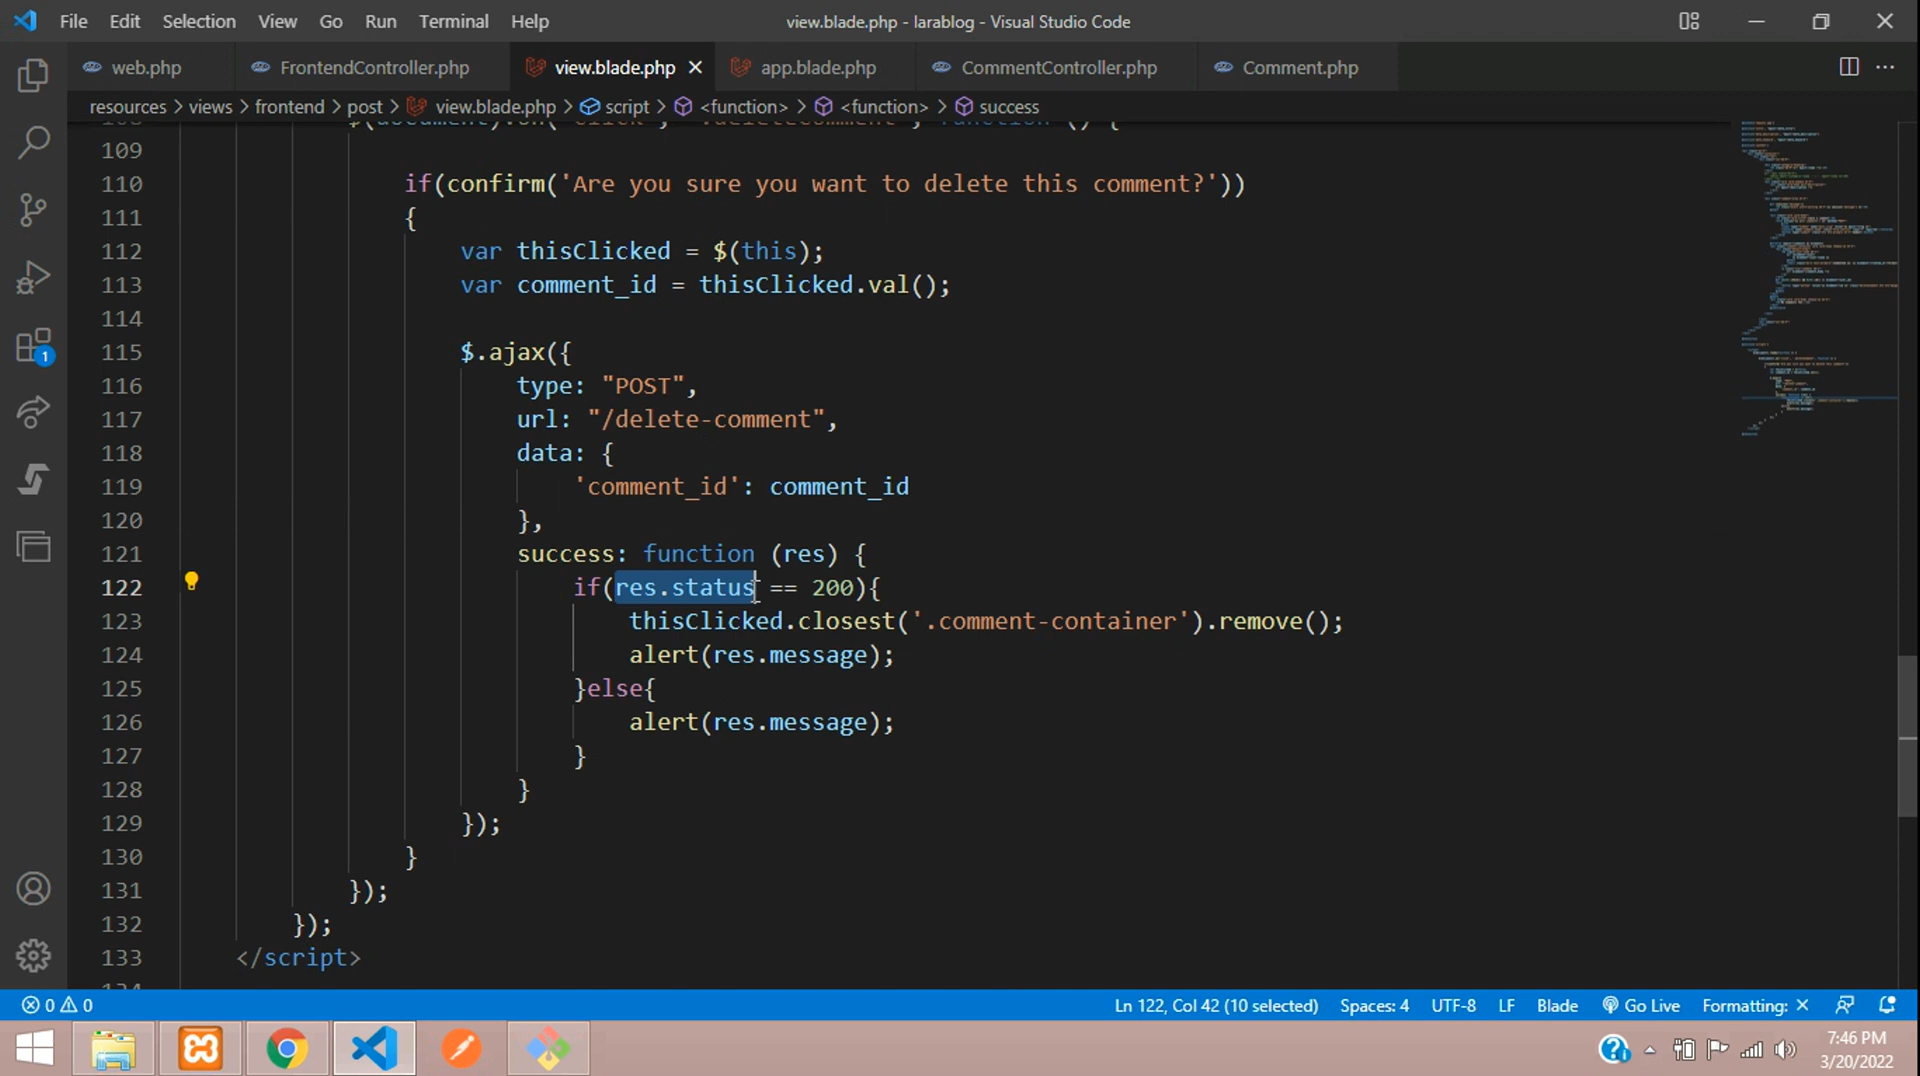 File Edit Selection View Go Run Terminal Help view.blade.php - larablog - Visual Studio Code
web.php FrontendController.php view.blade.php app.blade.php CommentController.php Comment.php
resources > views > frontend > post > view.blade.php > script > <function> > <function> > success
109
110 if(confirm('Are you sure you want to delete this comment?'))
111 {
112 var thisClicked = $(this);
113 var comment_id = thisClicked.val();
114
115 $.ajax({
116 type: "POST",
117 url: "/delete-comment",
118 data: {
119 'comment_id': comment_id
120 },
121 success: function (res) {
122 if(res.status == 200){
123 thisClicked.closest('.comment-container').remove();
124 alert(res.message);
125 }else{
126 alert(res.message);
127 }
128 }
129 });
130 }
131 });
132 });
133 </script>
1
0 0 Ln 122, Col 42 (10 selected) Spaces: 4 UTF-8 LF Blade Go Live Formatting: ×
7:46 PM
3/20/2022